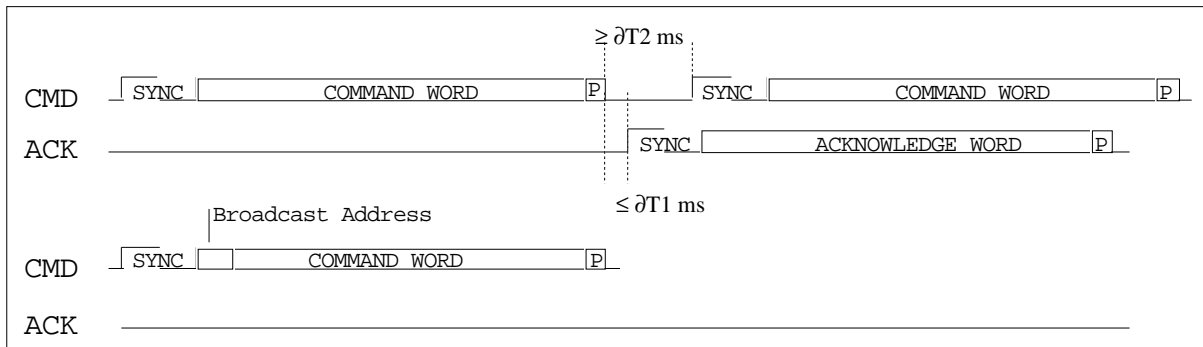 ≥ ∂T2 ms
CMD SYNC COMMAND WORD P SYNC COMMAND WORD P
ACK SYNC ACKNOWLEDGE WORD P
≤ ∂T1 ms
Broadcast Address
CMD SYNC COMMAND WORD P
ACK